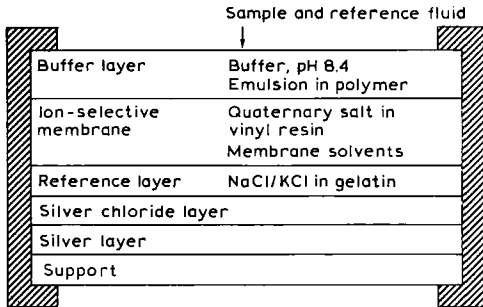 Sample and reference fluid
Buffer layer Buffer, pH 8.4
Emulsion in polymer
Ion-selective Quaternary salt in
membrane vinyl resin
Membrane solvents
Reference layer NaCl/KCl in gelatin
Silver chloride layer
Silver layer
Support